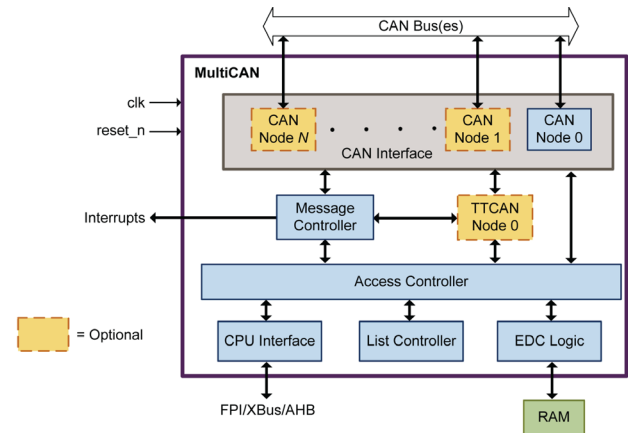 CAN Bus(es)
MultiCAN
clk
reset_n
CAN
Node N
CAN
Node 1
CAN
Node 0
CAN Interface
Interrupts
Message
Controller
TTCAN
Node 0
Access Controller
= Optional
CPU Interface
List Controller
EDC Logic
FPI/XBus/AHB
RAM